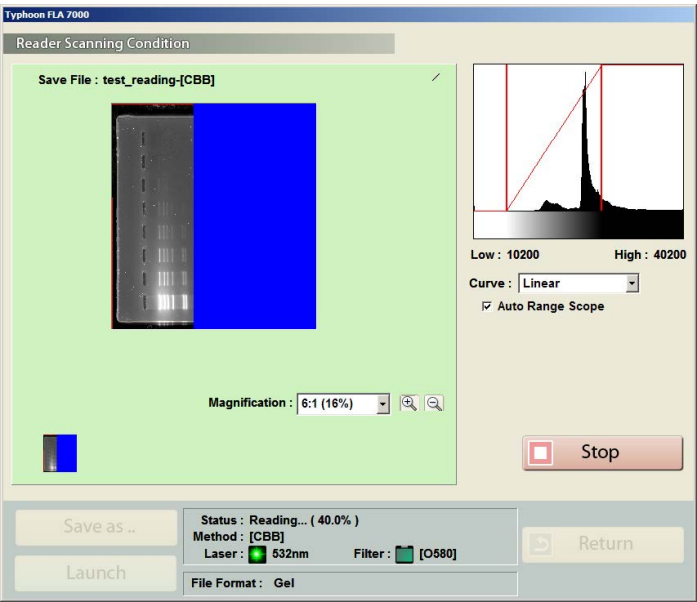 Typhoon FLA 7000
Reader Scanning Condition
Save File : test_reading-[CBB]
Low : 10200 High : 40200
Curve : Linear
Auto Range Scope
Magnification : 6:1 (16%)
Stop
Save as ..
Launch
Status : Reading... ( 40.0% )
Method : [CBB]
Laser : 532nm Filter : [O580]
File Format : Gel
Return